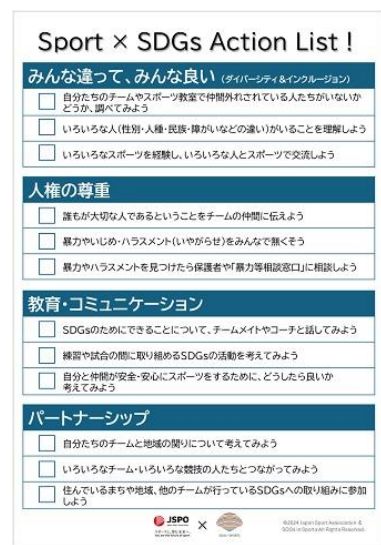 Sport × SDGs Action List !
みんな違って、みんな良い （ダイバーシティ＆インクルージョン）
自分たちのチームやスポーツ教室で仲間外れされている人たちがいないか
どうか、調べてみよう
いろいろな人（性別・人種・民族・障がいなどの違い）がいることを理解しよう
いろいろなスポーツを経験し、いろいろな人とスポーツで交流しよう
人権の尊重
誰もが大切な人であるということをチームの仲間に伝えよう
暴力やいじめ・ハラスメント（いやがらせ）をみんなで無くそう
暴力やハラスメントを見つけたら保護者や「暴力等相談窓口」に相談しよう
教育・コミュニケーション
SDGsのためにできることについて、チームメイトやコーチと話してみよう
練習や試合の間に取り組めるSDGsの活動を考えてみよう
自分と仲間が安全・安心にスポーツをするために、どうしたら良いか
考えてみよう
パートナーシップ
自分たちのチームと地域の関りについて考えてみよう
いろいろなチーム・いろいろな競技の人たちとつながってみよう
住んでいるまちや地域、他のチームが行っているSDGsへの取り組みに参加
しよう
JSPO
×
©2024 Japan Sport Association &
SDGs in Sports All Rights Reserved.